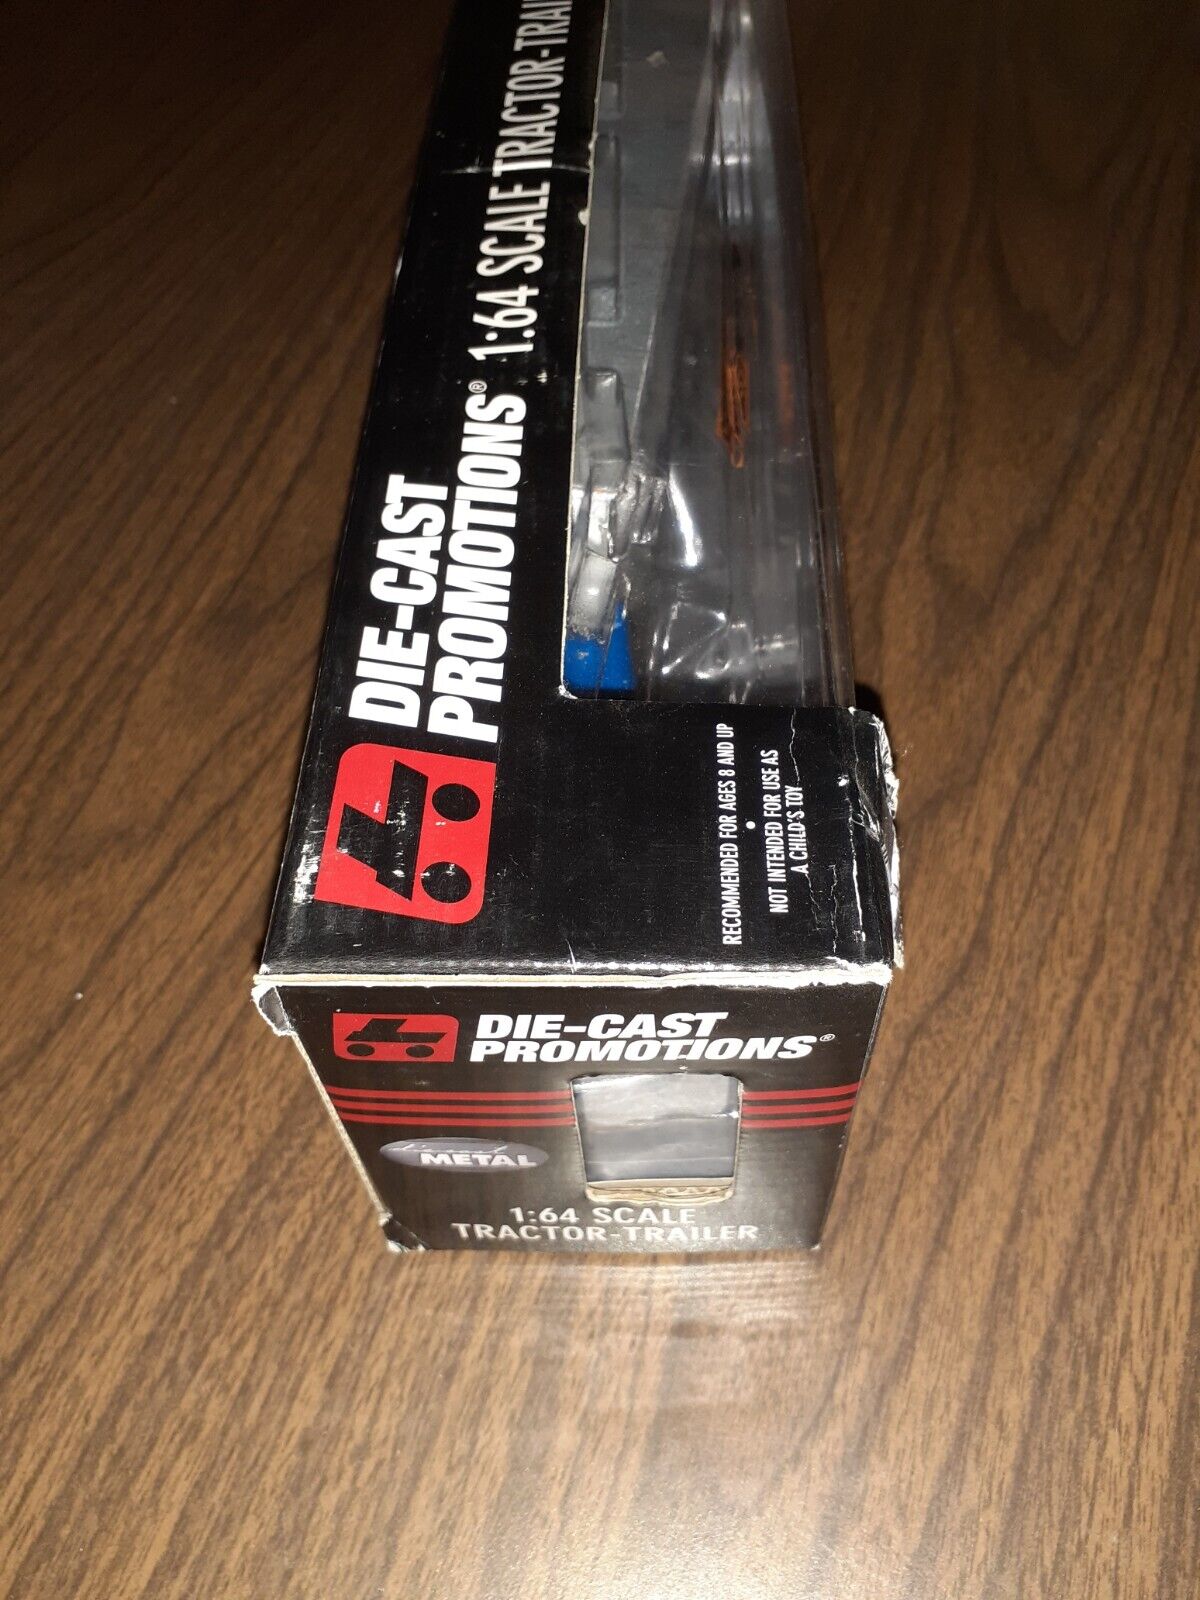 DIE-CAST
PROMOTIONS® 1:64 SCALE TRACTOR-TRAI
RECOMMENDED FOR AGES 8 AND UP
•
NOT INTENDED FOR USE AS
A CHILD'S TOY
DIE-CAST
PROMOTIONS®
METAL
1:64 SCALE
TRACTOR-TRAILER